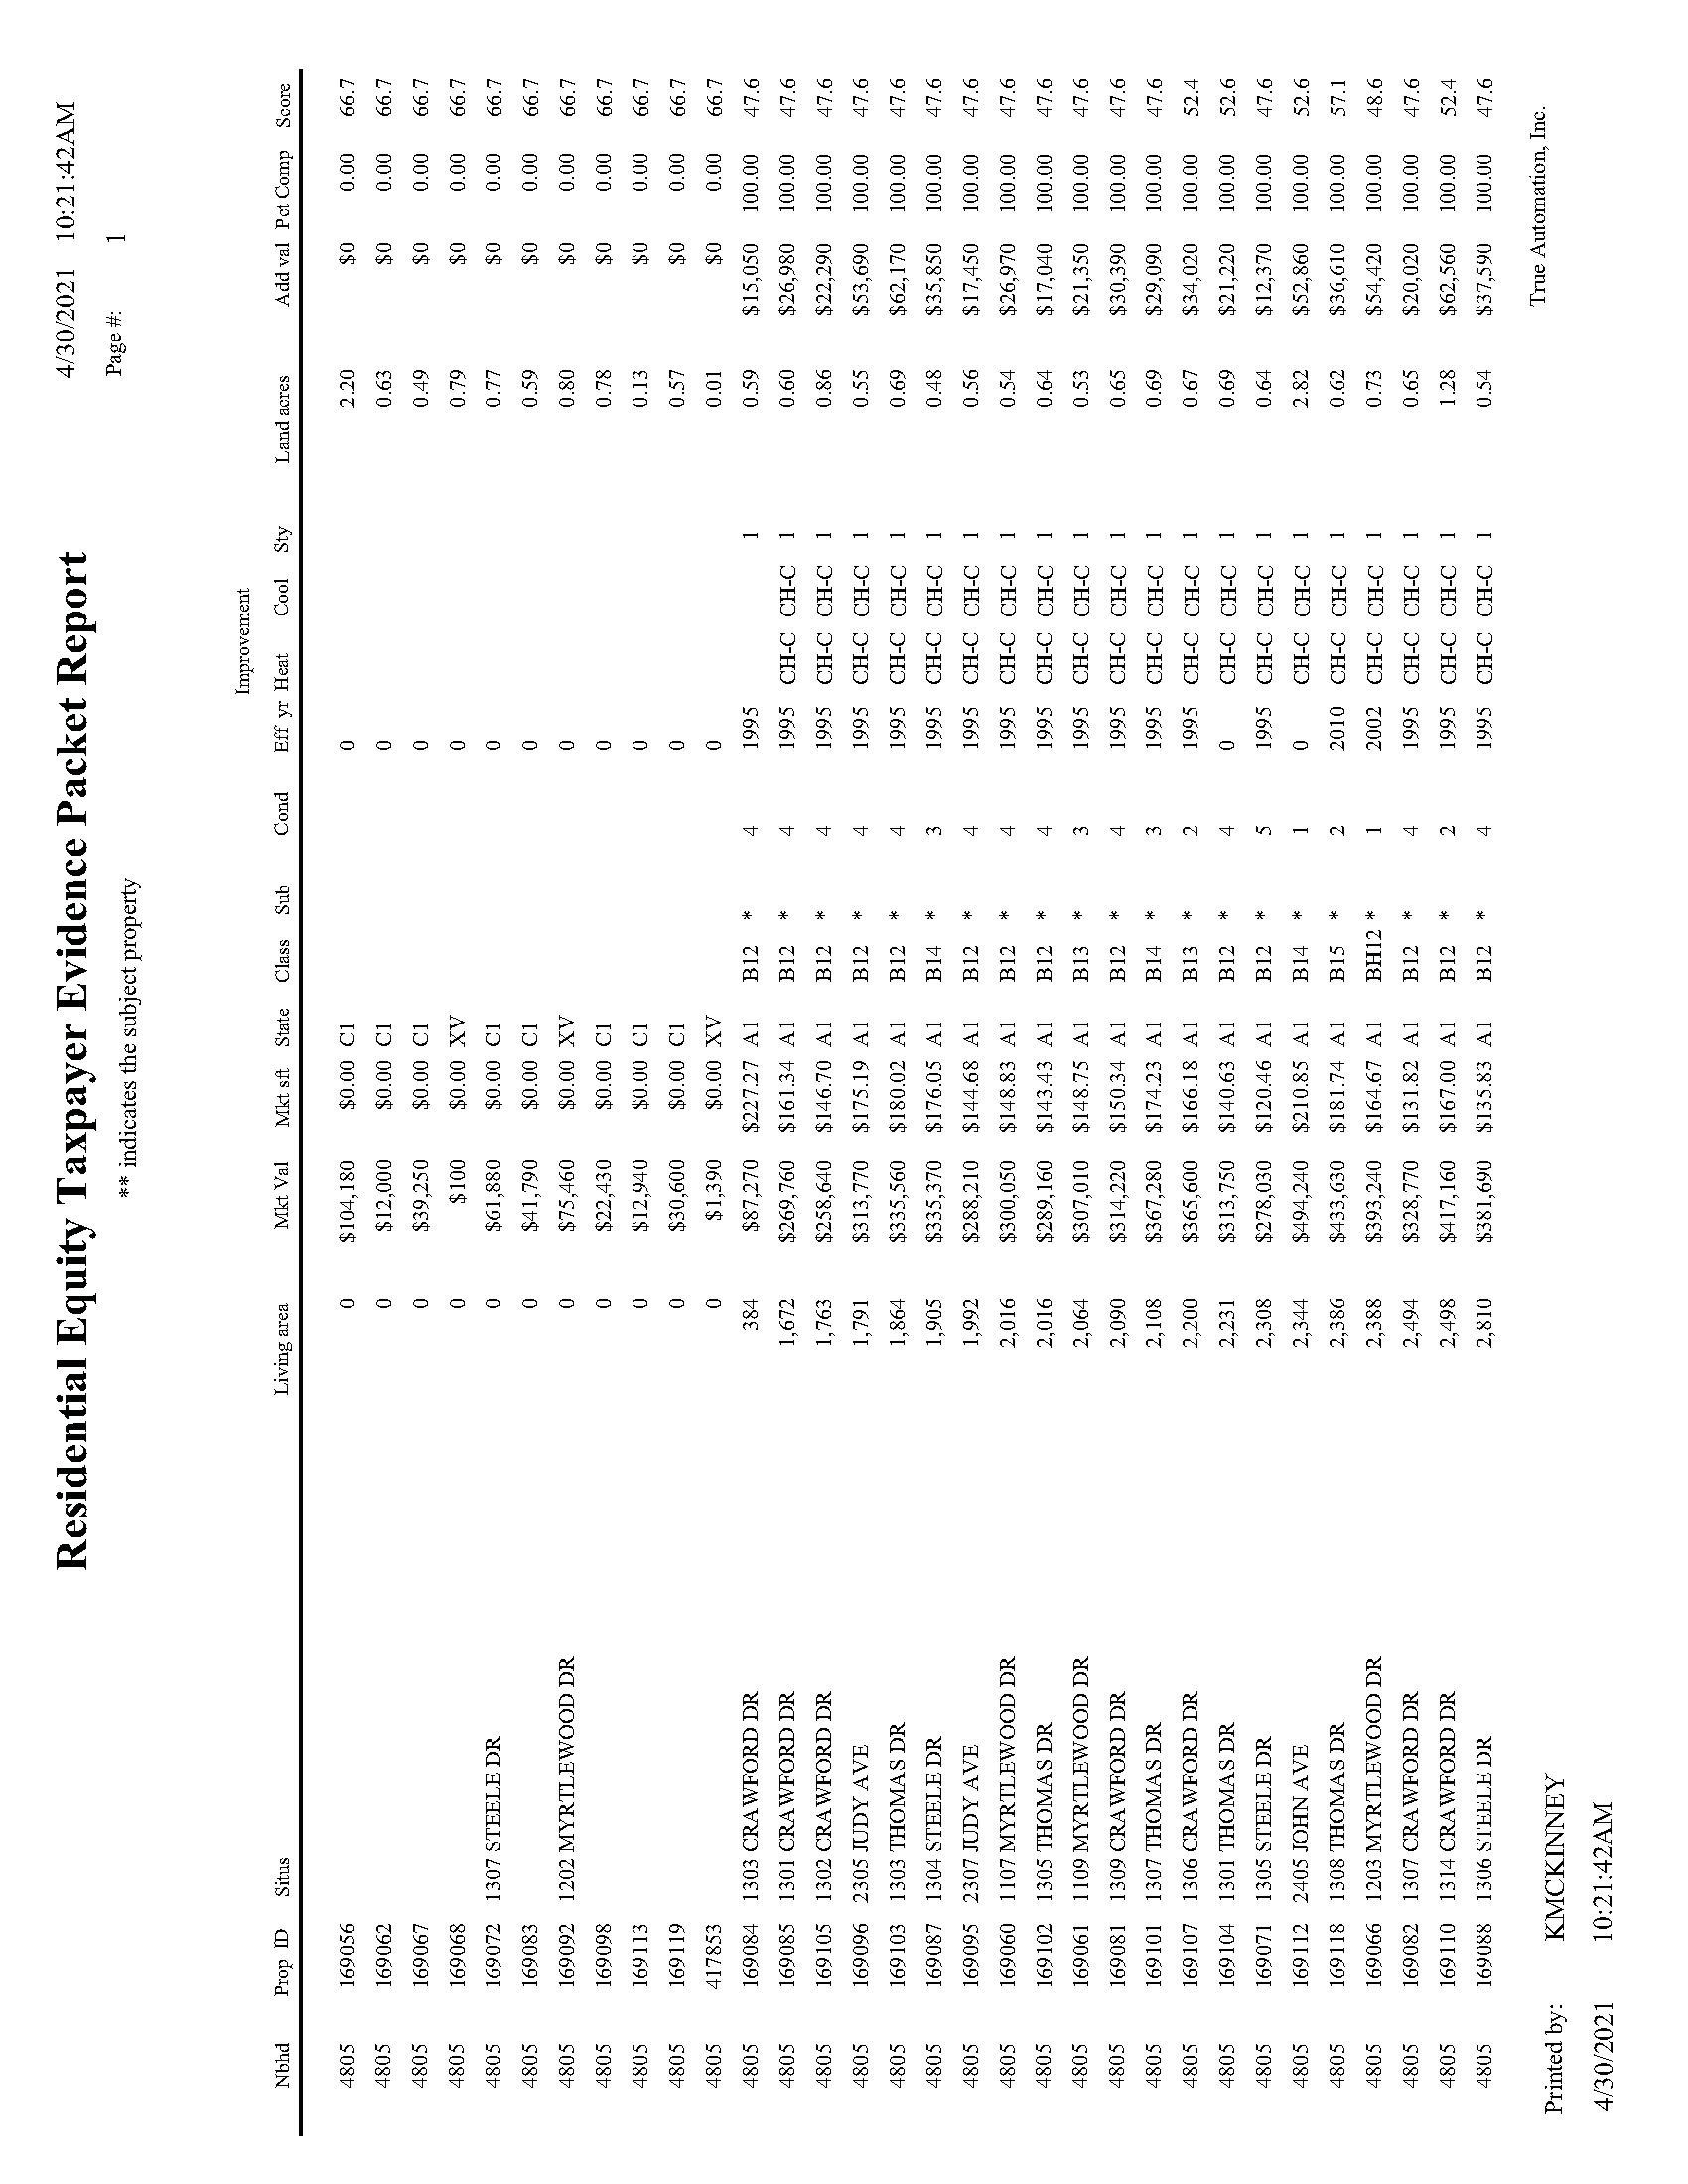 Residential Equity Taxpayer Evidence Packet Report 4/30/2021 10:21:42AM
** indicates the subject property Page #: 1
Improvement
Nbhd Prop ID Situs Living area Mkt Val Mkt sft State Class Sub Cond Eff yr Heat Cool Sty Land acres Add val Pct Comp Score
4805 169056 0 $104,180 $0.00 C1 0 2.20 $0 0.00 66.7
4805 169062 0 $12,000 $0.00 C1 0 0.63 $0 0.00 66.7
4805 169067 0 $39,250 $0.00 C1 0 0.49 $0 0.00 66.7
4805 169068 0 $100 $0.00 XV 0 0.79 $0 0.00 66.7
4805 169072 1307 STEELE DR 0 $61,880 $0.00 C1 0 0.77 $0 0.00 66.7
4805 169083 0 $41,790 $0.00 C1 0 0.59 $0 0.00 66.7
4805 169092 1202 MYRTLEWOOD DR 0 $75,460 $0.00 XV 0 0.80 $0 0.00 66.7
4805 169098 0 $22,430 $0.00 C1 0 0.78 $0 0.00 66.7
4805 169113 0 $12,940 $0.00 C1 0 0.13 $0 0.00 66.7
4805 169119 0 $30,600 $0.00 C1 0 0.57 $0 0.00 66.7
4805 417853 0 $1,390 $0.00 XV 0 0.01 $0 0.00 66.7
4805 169084 1303 CRAWFORD DR 384 $87,270 $227.27 A1 B12 * 4 1995 1 0.59 $15,050 100.00 47.6
4805 169085 1301 CRAWFORD DR 1,672 $269,760 $161.34 A1 B12 * 4 1995 CH-C CH-C 1 0.60 $26,980 100.00 47.6
4805 169105 1302 CRAWFORD DR 1,763 $258,640 $146.70 A1 B12 * 4 1995 CH-C CH-C 1 0.86 $22,290 100.00 47.6
4805 169096 2305 JUDY AVE 1,791 $313,770 $175.19 A1 B12 * 4 1995 CH-C CH-C 1 0.55 $53,690 100.00 47.6
4805 169103 1303 THOMAS DR 1,864 $335,560 $180.02 A1 B12 * 4 1995 CH-C CH-C 1 0.69 $62,170 100.00 47.6
4805 169087 1304 STEELE DR 1,905 $335,370 $176.05 A1 B14 * 3 1995 CH-C CH-C 1 0.48 $35,850 100.00 47.6
4805 169095 2307 JUDY AVE 1,992 $288,210 $144.68 A1 B12 * 4 1995 CH-C CH-C 1 0.56 $17,450 100.00 47.6
4805 169060 1107 MYRTLEWOOD DR 2,016 $300,050 $148.83 A1 B12 * 4 1995 CH-C CH-C 1 0.54 $26,970 100.00 47.6
4805 169102 1305 THOMAS DR 2,016 $289,160 $143.43 A1 B12 * 4 1995 CH-C CH-C 1 0.64 $17,040 100.00 47.6
4805 169061 1109 MYRTLEWOOD DR 2,064 $307,010 $148.75 A1 B13 * 3 1995 CH-C CH-C 1 0.53 $21,350 100.00 47.6
4805 169081 1309 CRAWFORD DR 2,090 $314,220 $150.34 A1 B12 * 4 1995 CH-C CH-C 1 0.65 $30,390 100.00 47.6
4805 169101 1307 THOMAS DR 2,108 $367,280 $174.23 A1 B14 * 3 1995 CH-C CH-C 1 0.69 $29,090 100.00 47.6
4805 169107 1306 CRAWFORD DR 2,200 $365,600 $166.18 A1 B13 * 2 1995 CH-C CH-C 1 0.67 $34,020 100.00 52.4
4805 169104 1301 THOMAS DR 2,231 $313,750 $140.63 A1 B12 * 4 0 CH-C CH-C 1 0.69 $21,220 100.00 52.6
4805 169071 1305 STEELE DR 2,308 $278,030 $120.46 A1 B12 * 5 1995 CH-C CH-C 1 0.64 $12,370 100.00 47.6
4805 169112 2405 JOHN AVE 2,344 $494,240 $210.85 A1 B14 * 1 0 CH-C CH-C 1 2.82 $52,860 100.00 52.6
4805 169118 1308 THOMAS DR 2,386 $433,630 $181.74 A1 B15 * 2 2010 CH-C CH-C 1 0.62 $36,610 100.00 57.1
4805 169066 1203 MYRTLEWOOD DR 2,388 $393,240 $164.67 A1 BH12 * 1 2002 CH-C CH-C 1 0.73 $54,420 100.00 48.6
4805 169082 1307 CRAWFORD DR 2,494 $328,770 $131.82 A1 B12 * 4 1995 CH-C CH-C 1 0.65 $20,020 100.00 47.6
4805 169110 1314 CRAWFORD DR 2,498 $417,160 $167.00 A1 B12 * 2 1995 CH-C CH-C 1 1.28 $62,560 100.00 52.4
4805 169088 1306 STEELE DR 2,810 $381,690 $135.83 A1 B12 * 4 1995 CH-C CH-C 1 0.54 $37,590 100.00 47.6
True Automation, Inc.
Printed by: KMCKINNEY
4/30/2021 10:21:42AM